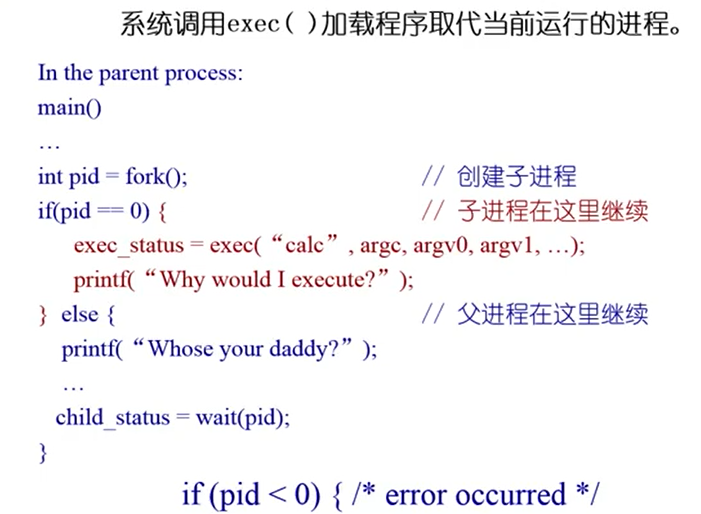 系统调用exec( )加载程序取代当前运行的进程。
In the parent process:
main()
…
int pid = fork(); // 创建子进程
if(pid == 0) { // 子进程在这里继续
exec_status = exec(“calc”, argc, argv0, argv1, …);
printf(“Why would I execute?”);
} else { // 父进程在这里继续
printf(“Whose your daddy?”);
…
child_status = wait(pid);
}
if (pid < 0) { /* error occurred */